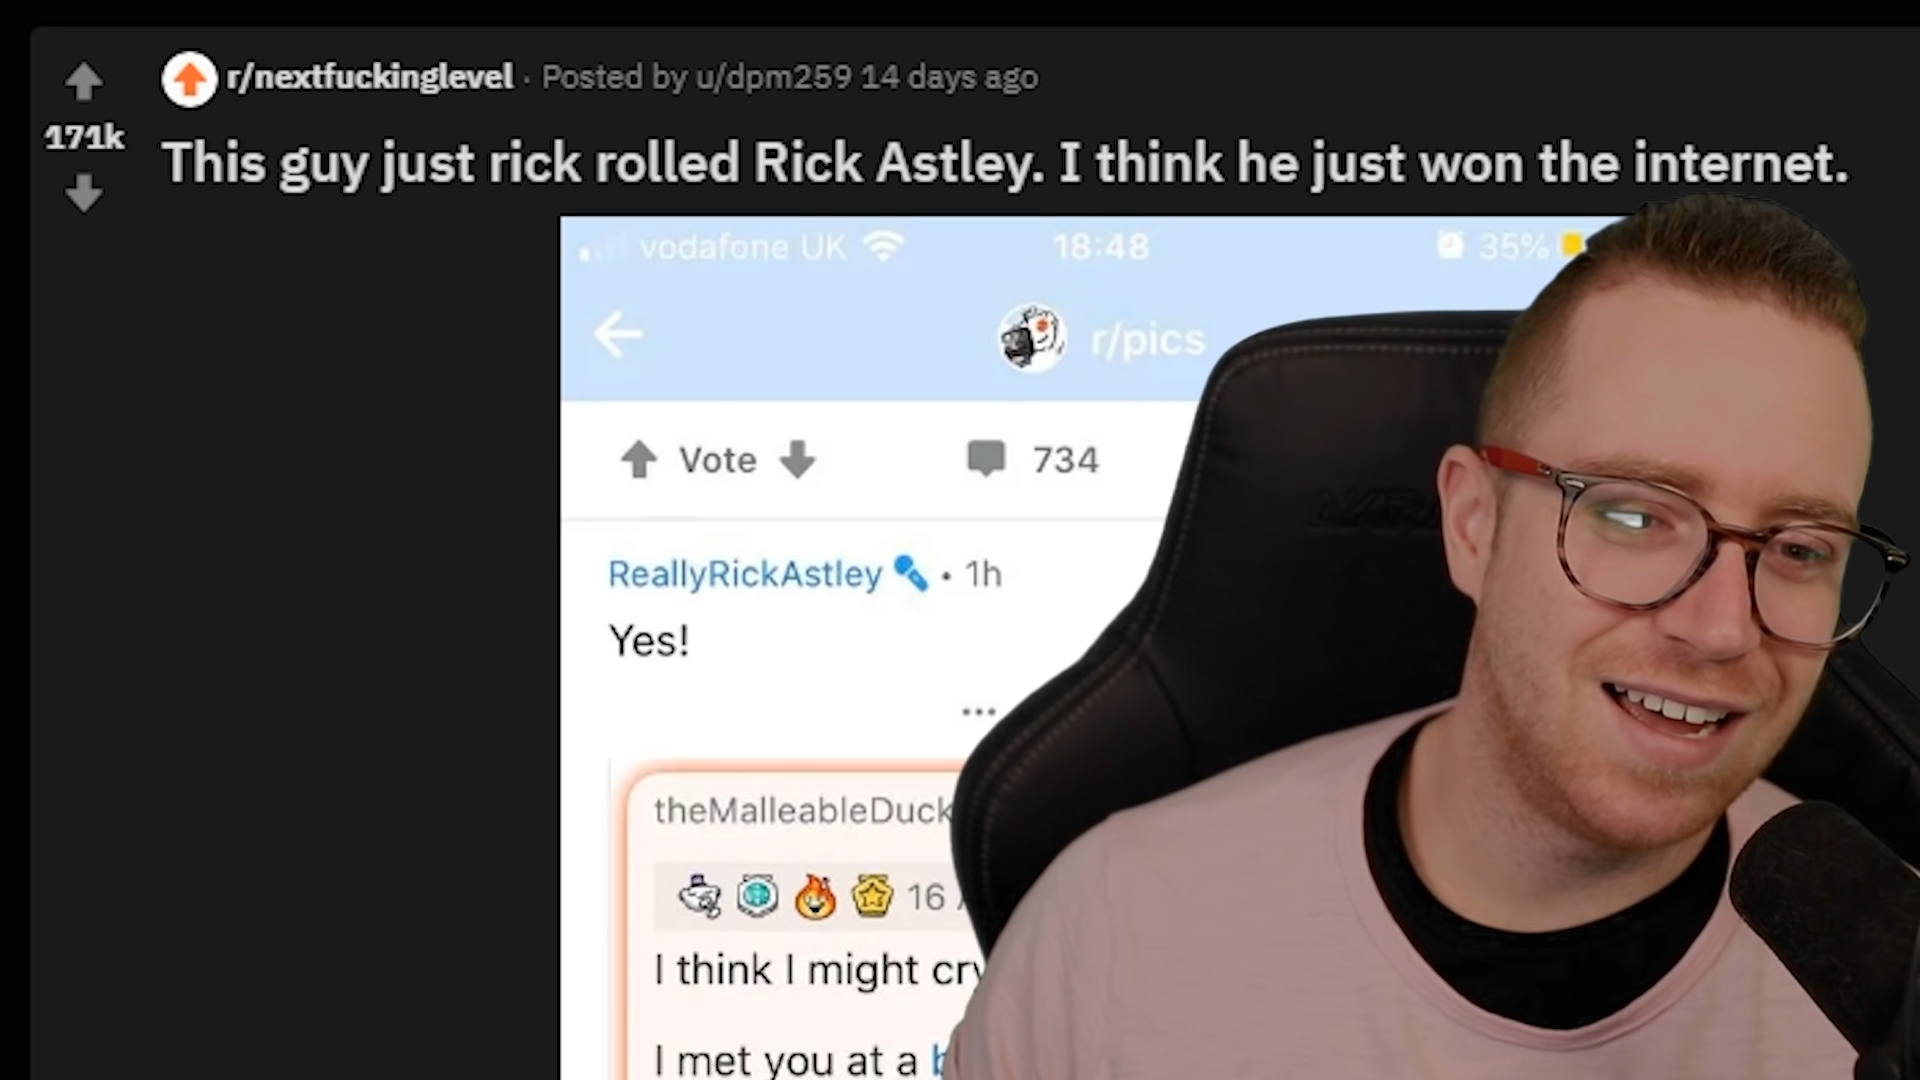 r/nextfuckinglevel · Posted by u/dpm259 14 days ago
171k
This guy just rick rolled Rick Astley. I think he just won the internet.
vodafone UK 18:48 35%
r/pics
Vote 734
ReallyRickAstley • 1h
Yes!
...
theMalleableDuck
16
I think I might cry
I met you at a